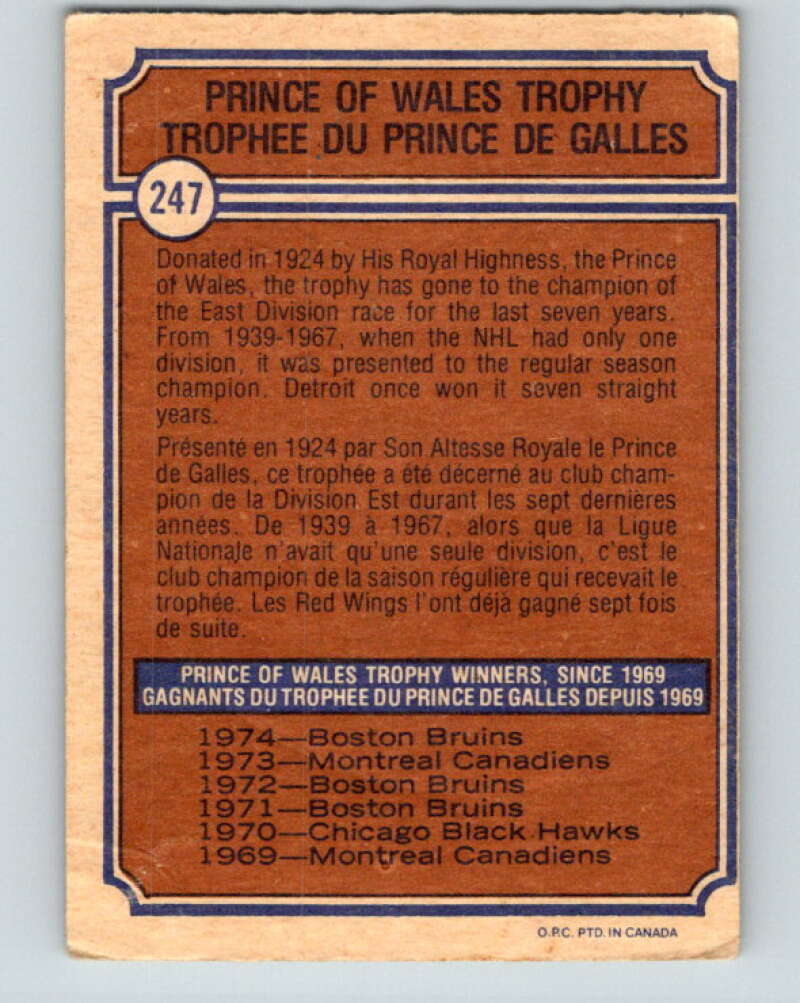 PRINCE OF WALES TROPHY
TROPHEE DU PRINCE DE GALLES
247
Donated in 1924 by His Royal Highness, the Prince
of Wales, the trophy has gone to the champion of
the East Division race for the last seven years.
From 1939-1967, when the NHL had only one
division, it was presented to the regular season
champion. Detroit once won it seven straight
years.
Présenté en 1924 par Son Altesse Royale le Prince
de Galles, ce trophée a été décerné au club cham-
pion de la Division Est durant les sept dernières
années. De 1939 à 1967, alors que la Ligue
Nationale n'avait qu'une seule division, c'est le
club champion de la saison régulière qui recevait le
trophée. Les Red Wings l'ont déjà gagné sept fois
de suite.
PRINCE OF WALES TROPHY WINNERS, SINCE 1969
GAGNANTS DU TROPHEE DU PRINCE DE GALLES DEPUIS 1969
1974—Boston Bruins
1973—Montreal Canadiens
1972—Boston Bruins
1971—Boston Bruins
1970—Chicago Black Hawks
1969—Montreal Canadiens
O.P.C. PTD. IN CANADA